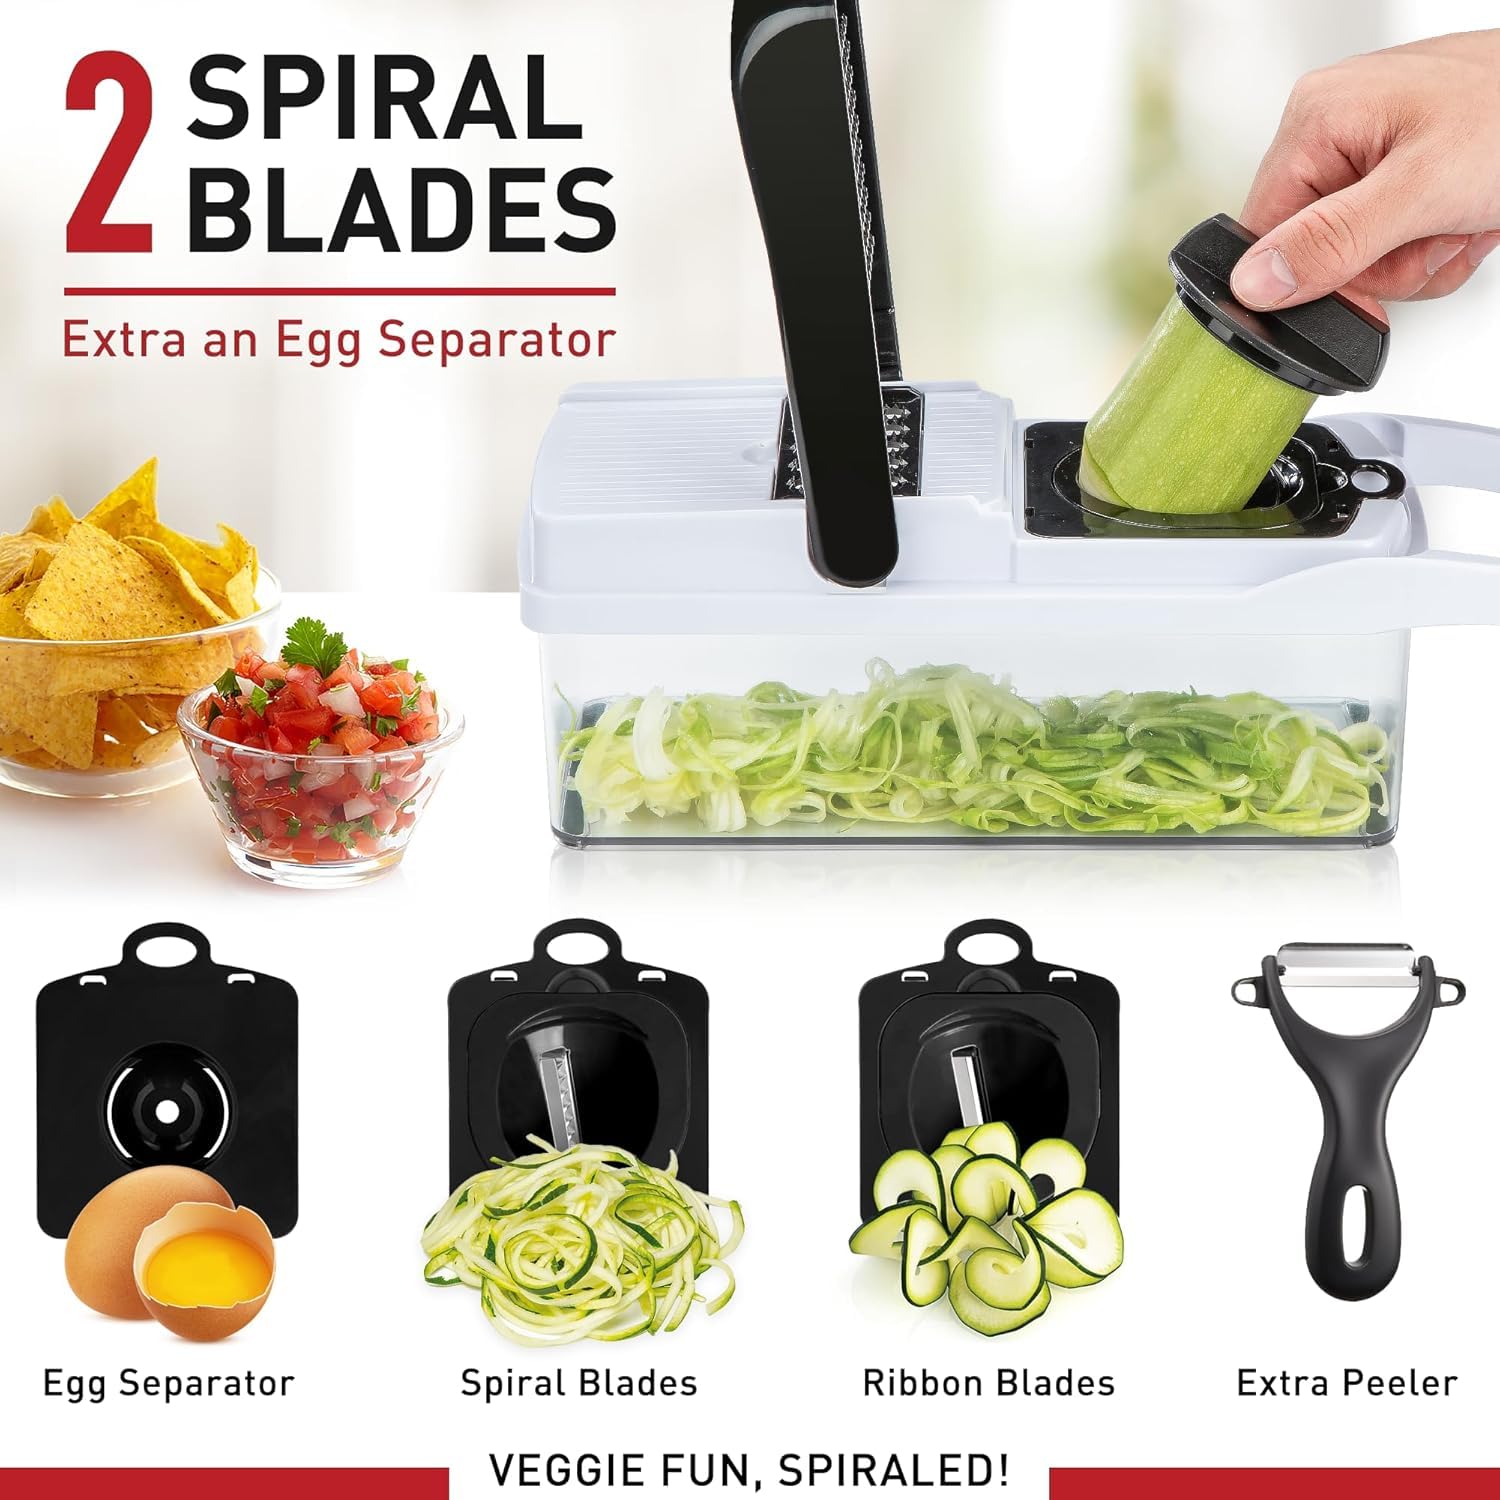 2 SPIRAL
BLADES
Extra an Egg Separator
Egg Separator
Spiral Blades
Ribbon Blades
Extra Peeler
VEGGIE FUN, SPIRALED!